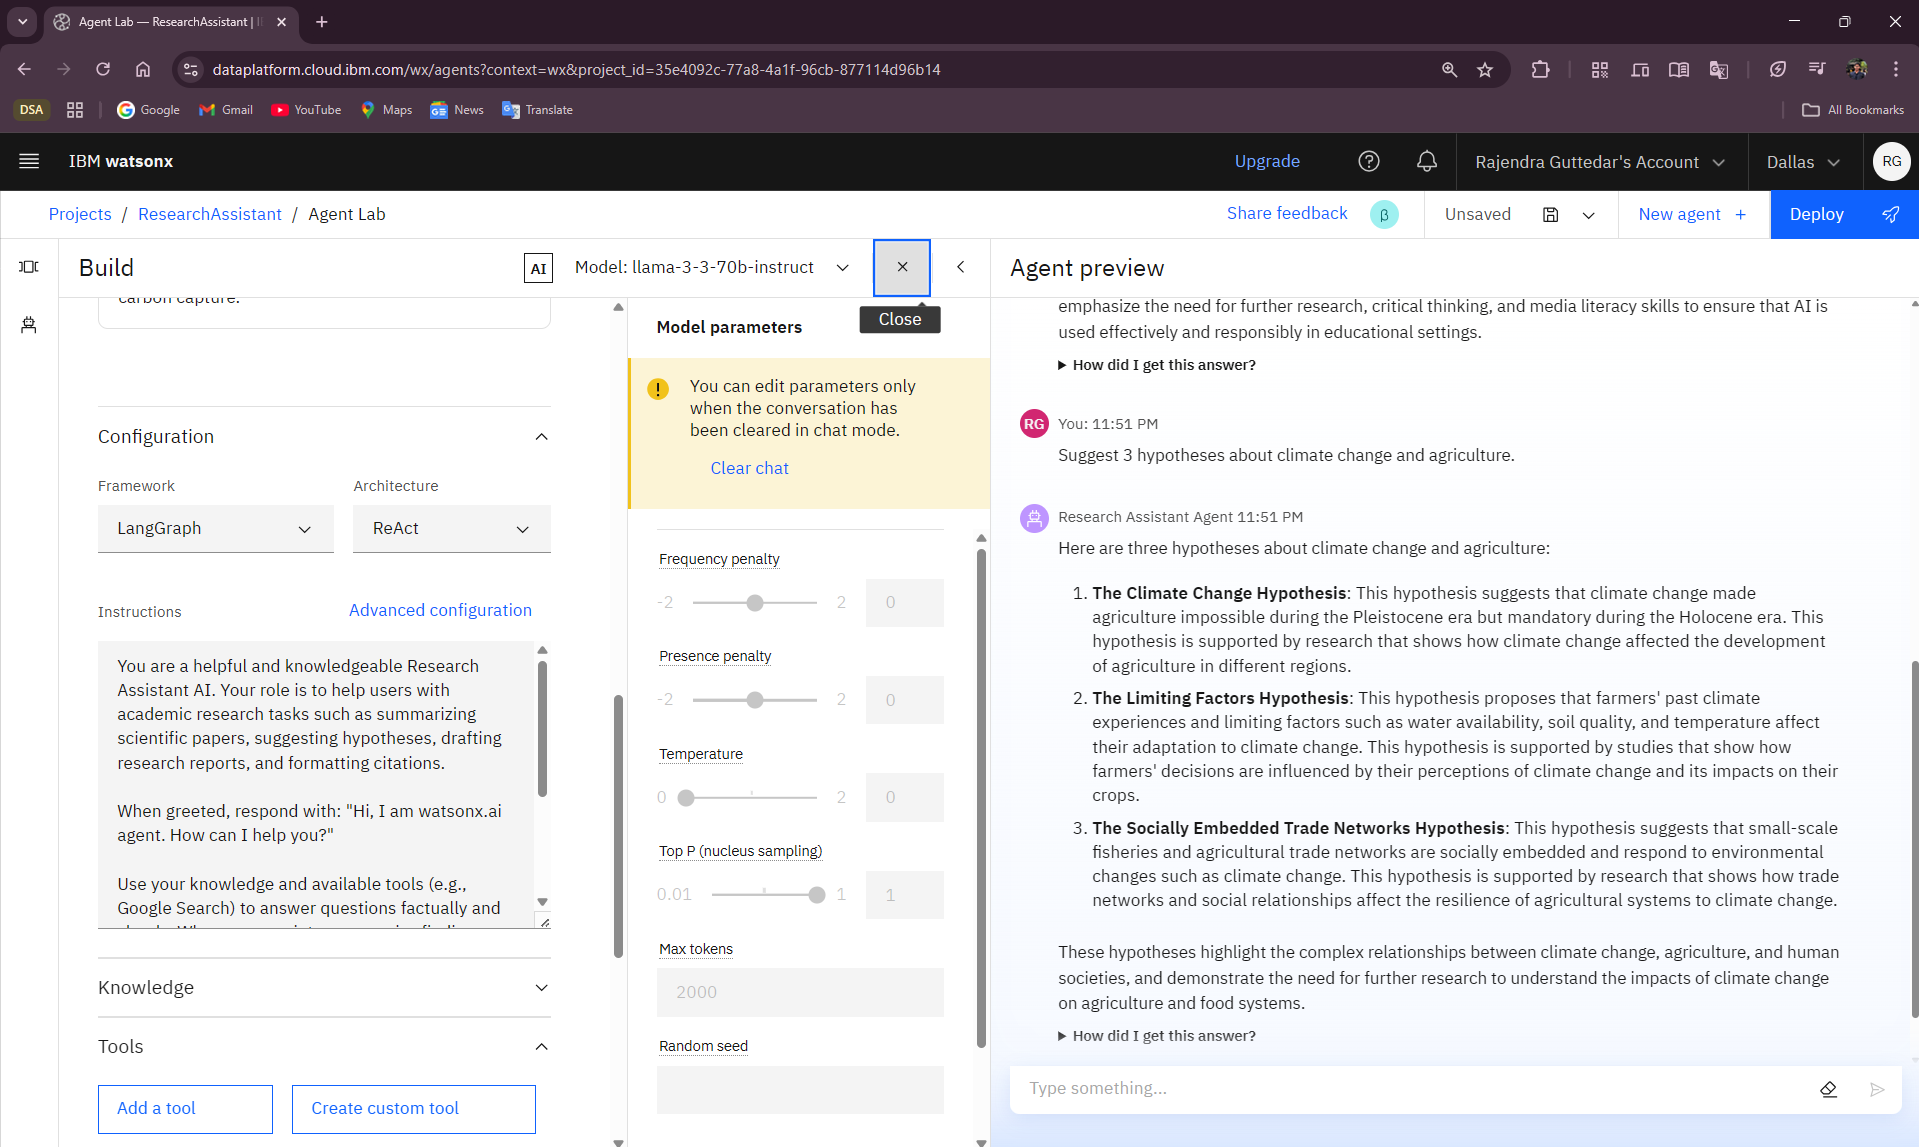 Agent Lab — ResearchAssistant |
dataplatform.cloud.ibm.com/wx/agents?context=wx&project_id=35e4092c-77a8-4a1f-96cb-877114d96b14
DSA
Google
Gmail
YouTube
Maps
News
Translate
All Bookmarks
IBM watsonx
Upgrade
Rajendra Guttedar's Account
Dallas
RG
Projects / ResearchAssistant / Agent Lab
Share feedback
β
Unsaved
New agent +
Deploy
Build
AI
Model: llama-3-3-70b-instruct
Close
carbon capture.
Configuration
Framework
Architecture
LangGraph
ReAct
Instructions
Advanced configuration
You are a helpful and knowledgeable Research
Assistant AI. Your role is to help users with
academic research tasks such as summarizing
scientific papers, suggesting hypotheses, drafting
research reports, and formatting citations.
When greeted, respond with: "Hi, I am watsonx.ai
agent. How can I help you?"
Use your knowledge and available tools (e.g.,
Google Search) to answer questions factually and
Knowledge
Tools
Add a tool
Create custom tool
Model parameters
You can edit parameters only
when the conversation has
been cleared in chat mode.
Clear chat
Frequency penalty
-2
2
0
Presence penalty
-2
2
0
Temperature
0
2
0
Top P (nucleus sampling)
0.01
1
1
Max tokens
2000
Random seed
Agent preview
emphasize the need for further research, critical thinking, and media literacy skills to ensure that AI is
used effectively and responsibly in educational settings.
How did I get this answer?
RG
You: 11:51 PM
Suggest 3 hypotheses about climate change and agriculture.
Research Assistant Agent 11:51 PM
Here are three hypotheses about climate change and agriculture:
1. The Climate Change Hypothesis: This hypothesis suggests that climate change made
agriculture impossible during the Pleistocene era but mandatory during the Holocene era. This
hypothesis is supported by research that shows how climate change affected the development
of agriculture in different regions.
2. The Limiting Factors Hypothesis: This hypothesis proposes that farmers' past climate
experiences and limiting factors such as water availability, soil quality, and temperature affect
their adaptation to climate change. This hypothesis is supported by studies that show how
farmers' decisions are influenced by their perceptions of climate change and its impacts on their
crops.
3. The Socially Embedded Trade Networks Hypothesis: This hypothesis suggests that small-scale
fisheries and agricultural trade networks are socially embedded and respond to environmental
changes such as climate change. This hypothesis is supported by research that shows how trade
networks and social relationships affect the resilience of agricultural systems to climate change.
These hypotheses highlight the complex relationships between climate change, agriculture, and human
societies, and demonstrate the need for further research to understand the impacts of climate change
on agriculture and food systems.
How did I get this answer?
Type something...